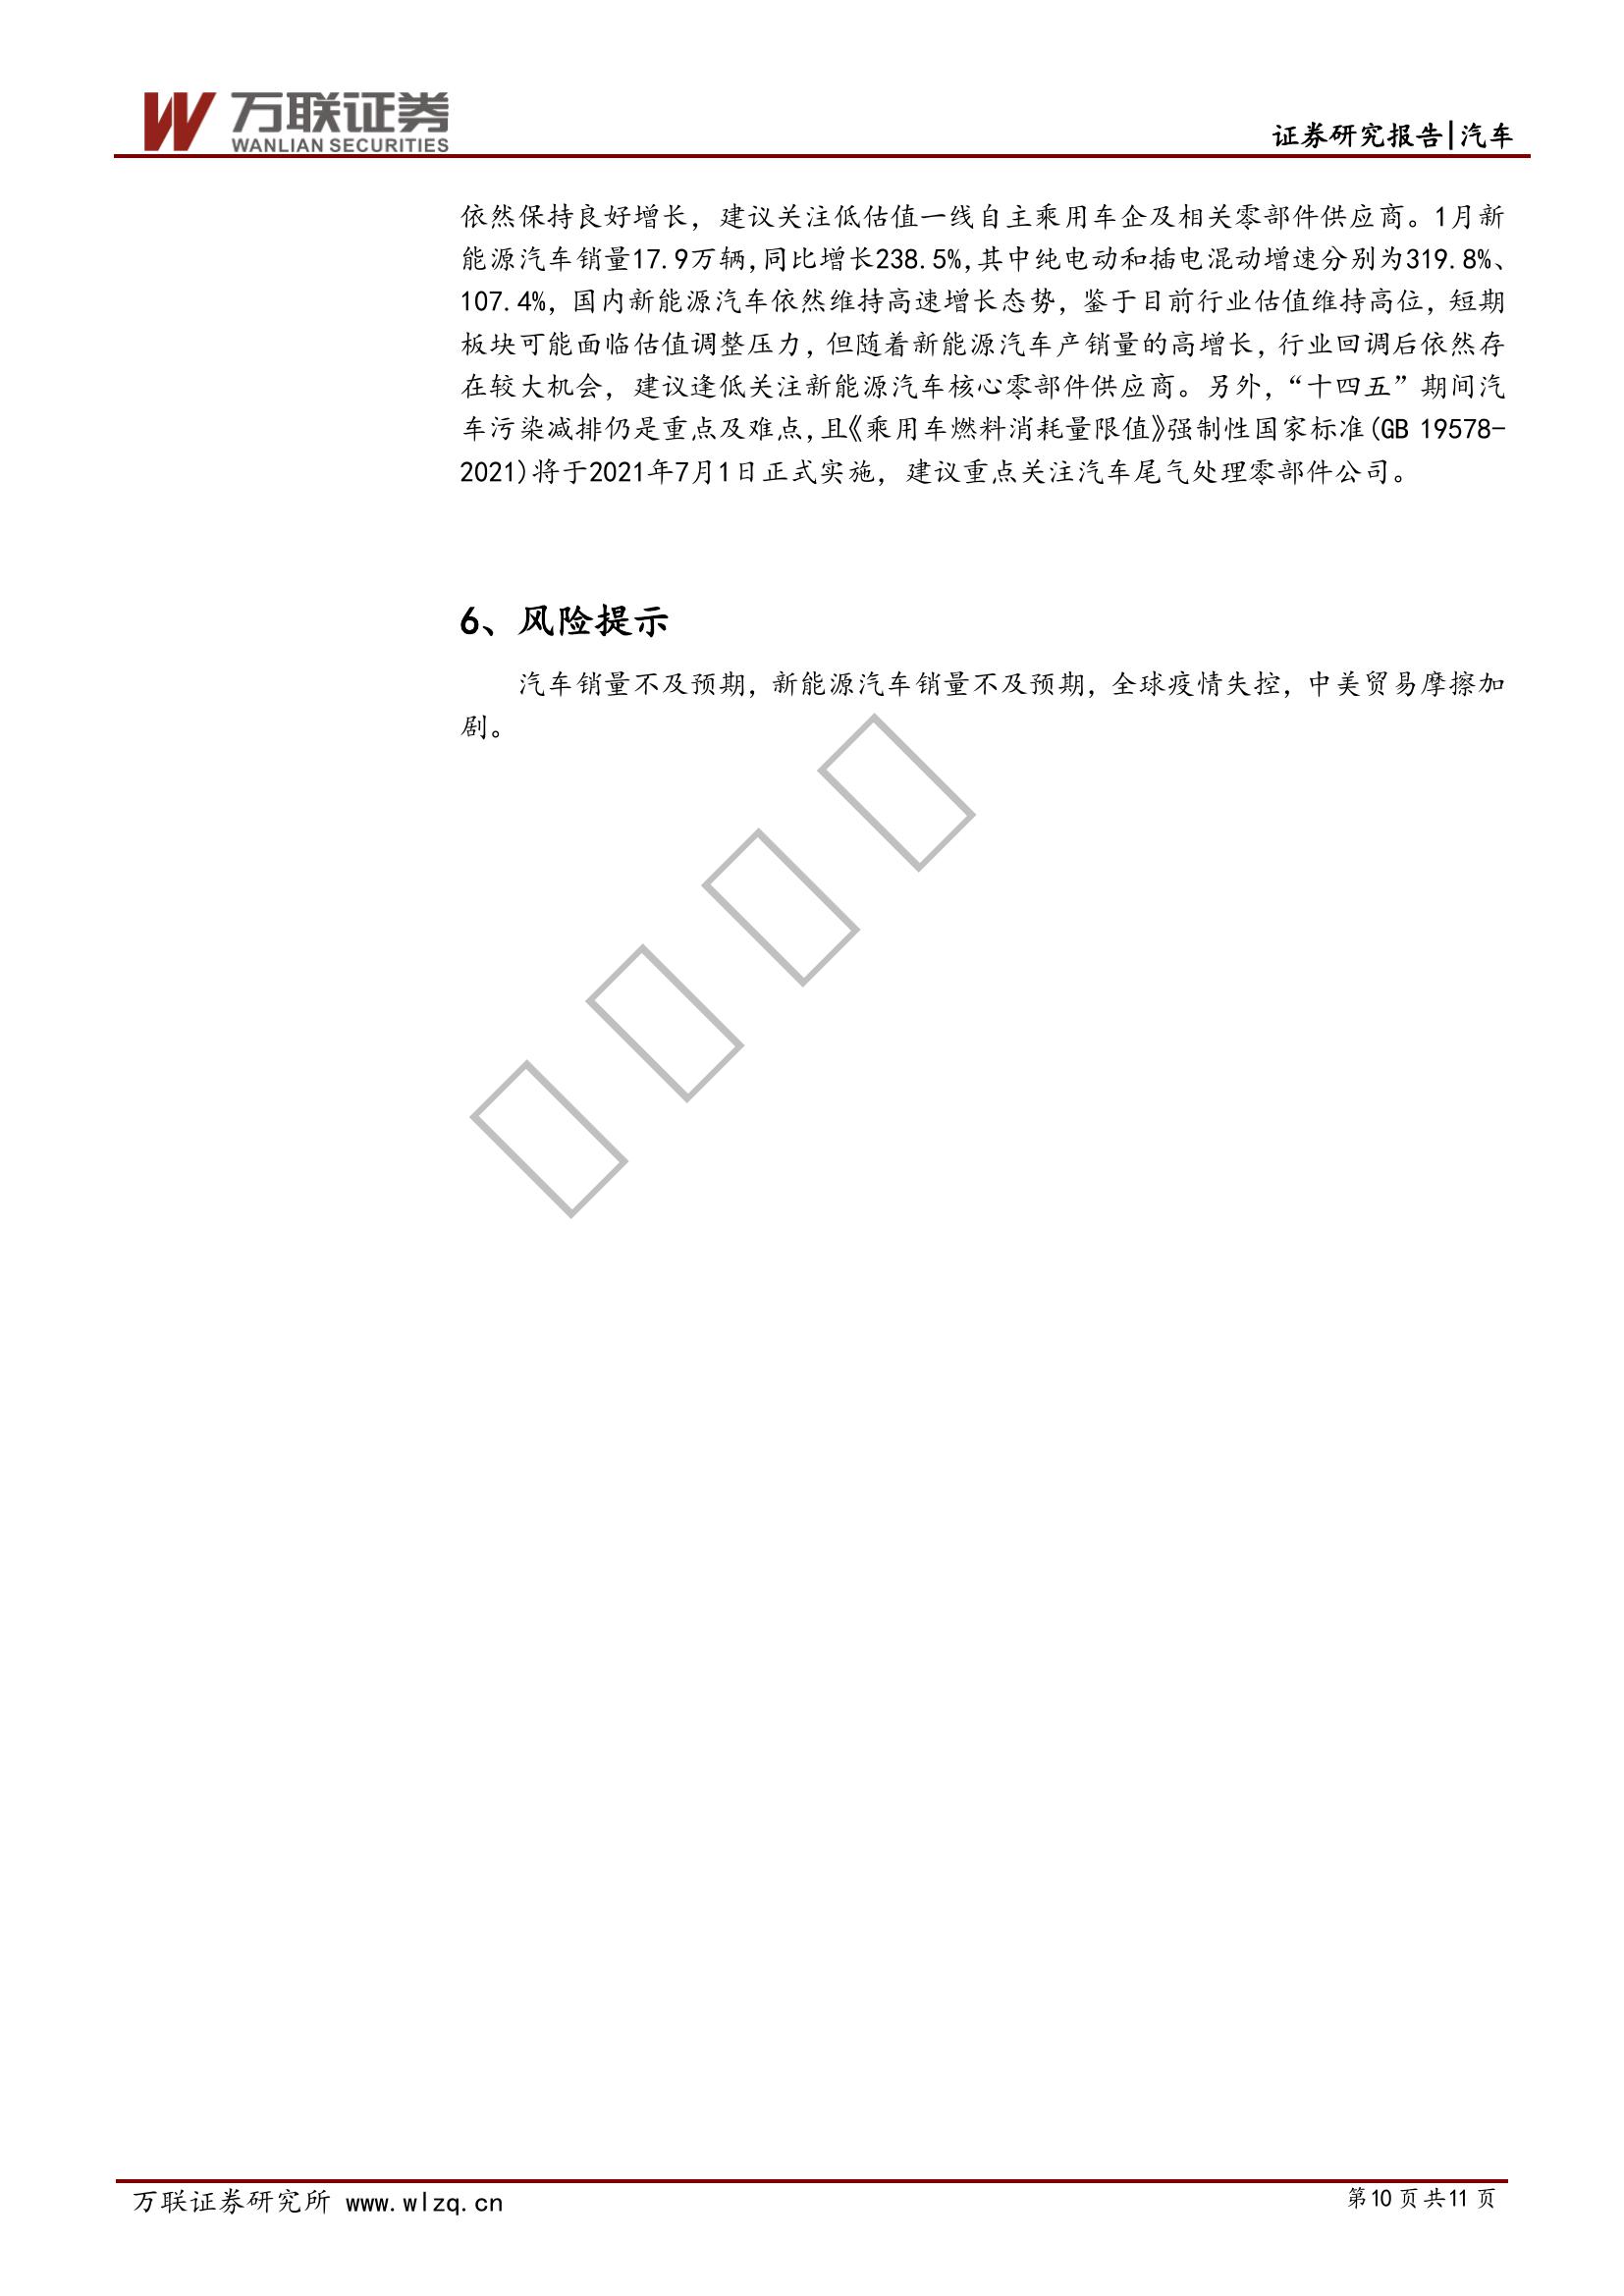 万联证券
WANLIAN SECURITIES
证券研究报告|汽车
依然保持良好增长，建议关注低估值一线自主乘用车企及相关零部件供应商。1月新
能源汽车销量17.9万辆，同比增长238.5%，其中纯电动和插电混动增速分别为319.8%、
107.4%，国内新能源汽车依然维持高速增长态势，鉴于目前行业估值维持高位，短期
板块可能面临估值调整压力，但随着新能源汽车产销量的高增长，行业回调后依然存
在较大机会，建议逢低关注新能源汽车核心零部件供应商。另外，“十四五”期间汽
车污染减排仍是重点及难点，且《乘用车燃料消耗量限值》强制性国家标准(GB 19578-
2021)将于2021年7月1日正式实施，建议重点关注汽车尾气处理零部件公司。
6、风险提示
汽车销量不及预期，新能源汽车销量不及预期，全球疫情失控，中美贸易摩擦加
剧。
万联证券研究所 www.wlzq.cn
第10页共11页